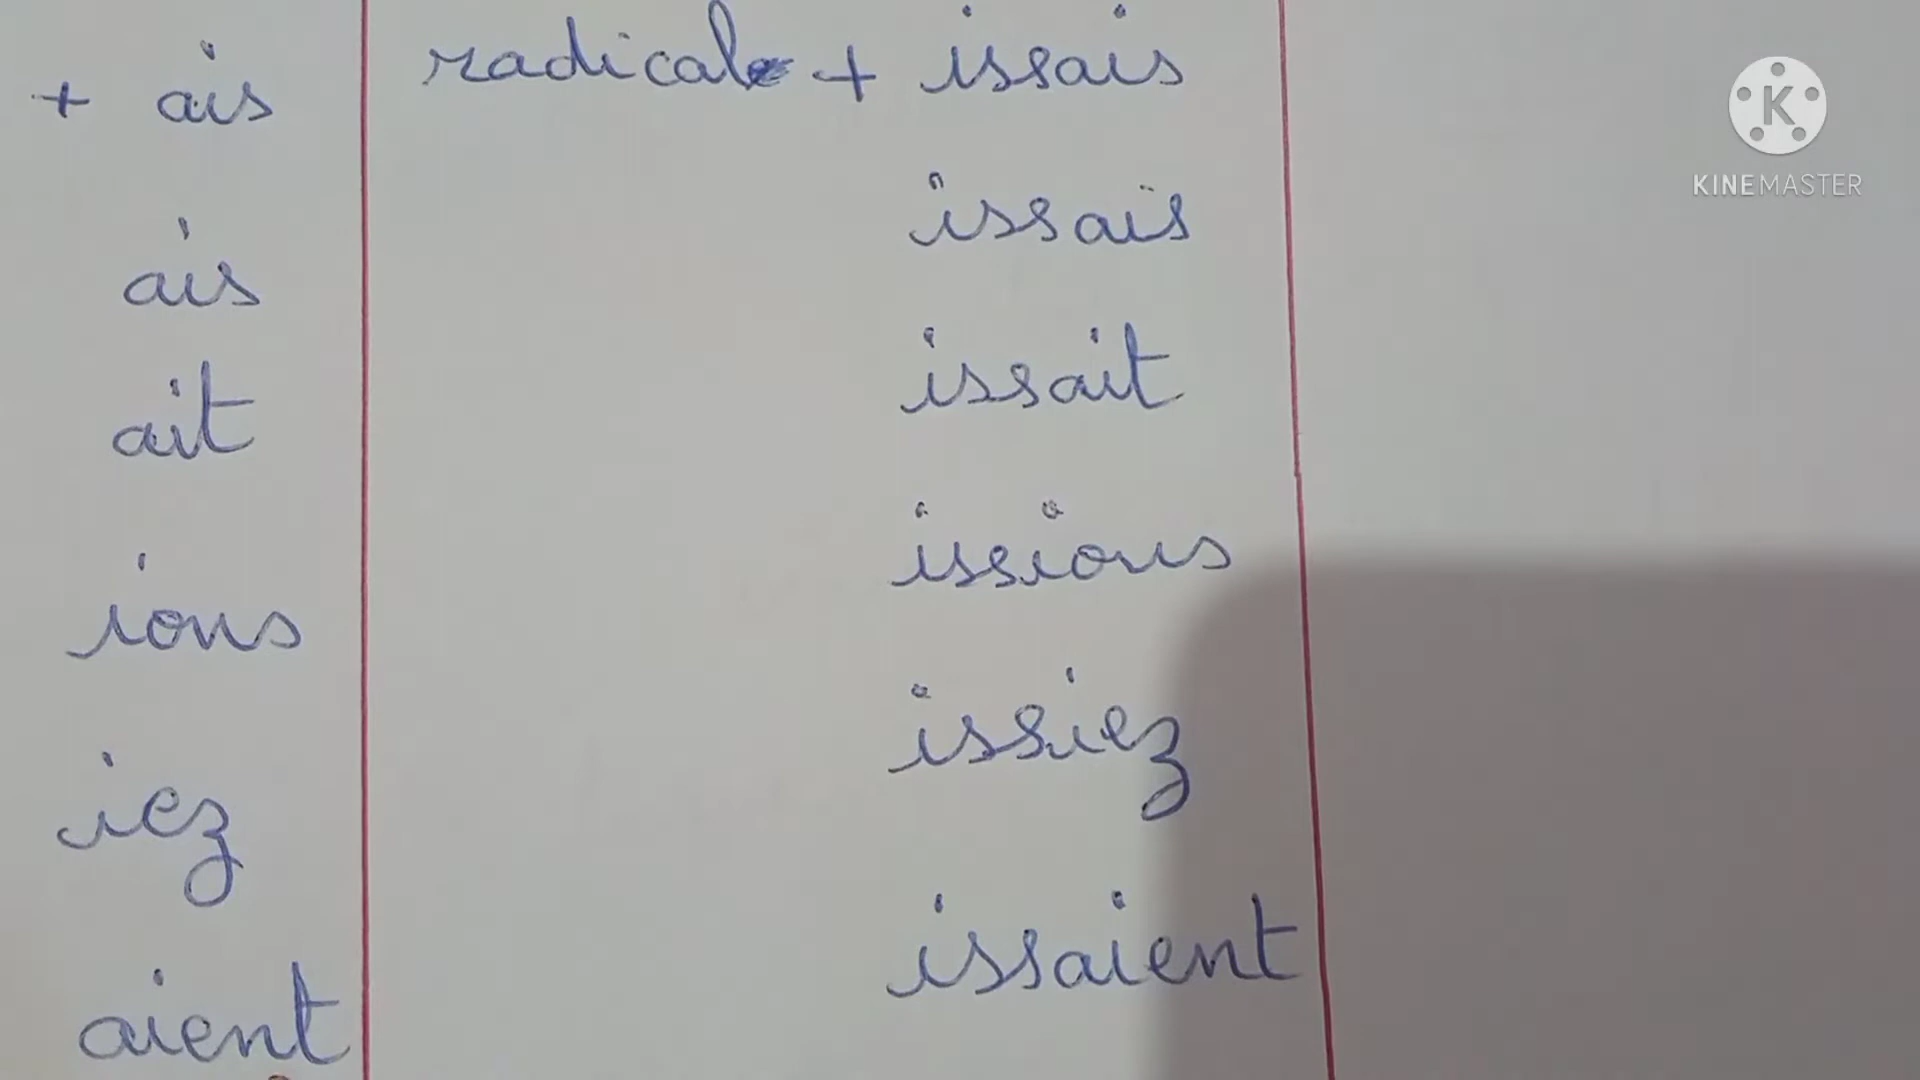 + ais
ais
ait
ions
iez
aient
radical + issais
issais
issait
issions
issiez
issaient
KINEMASTER